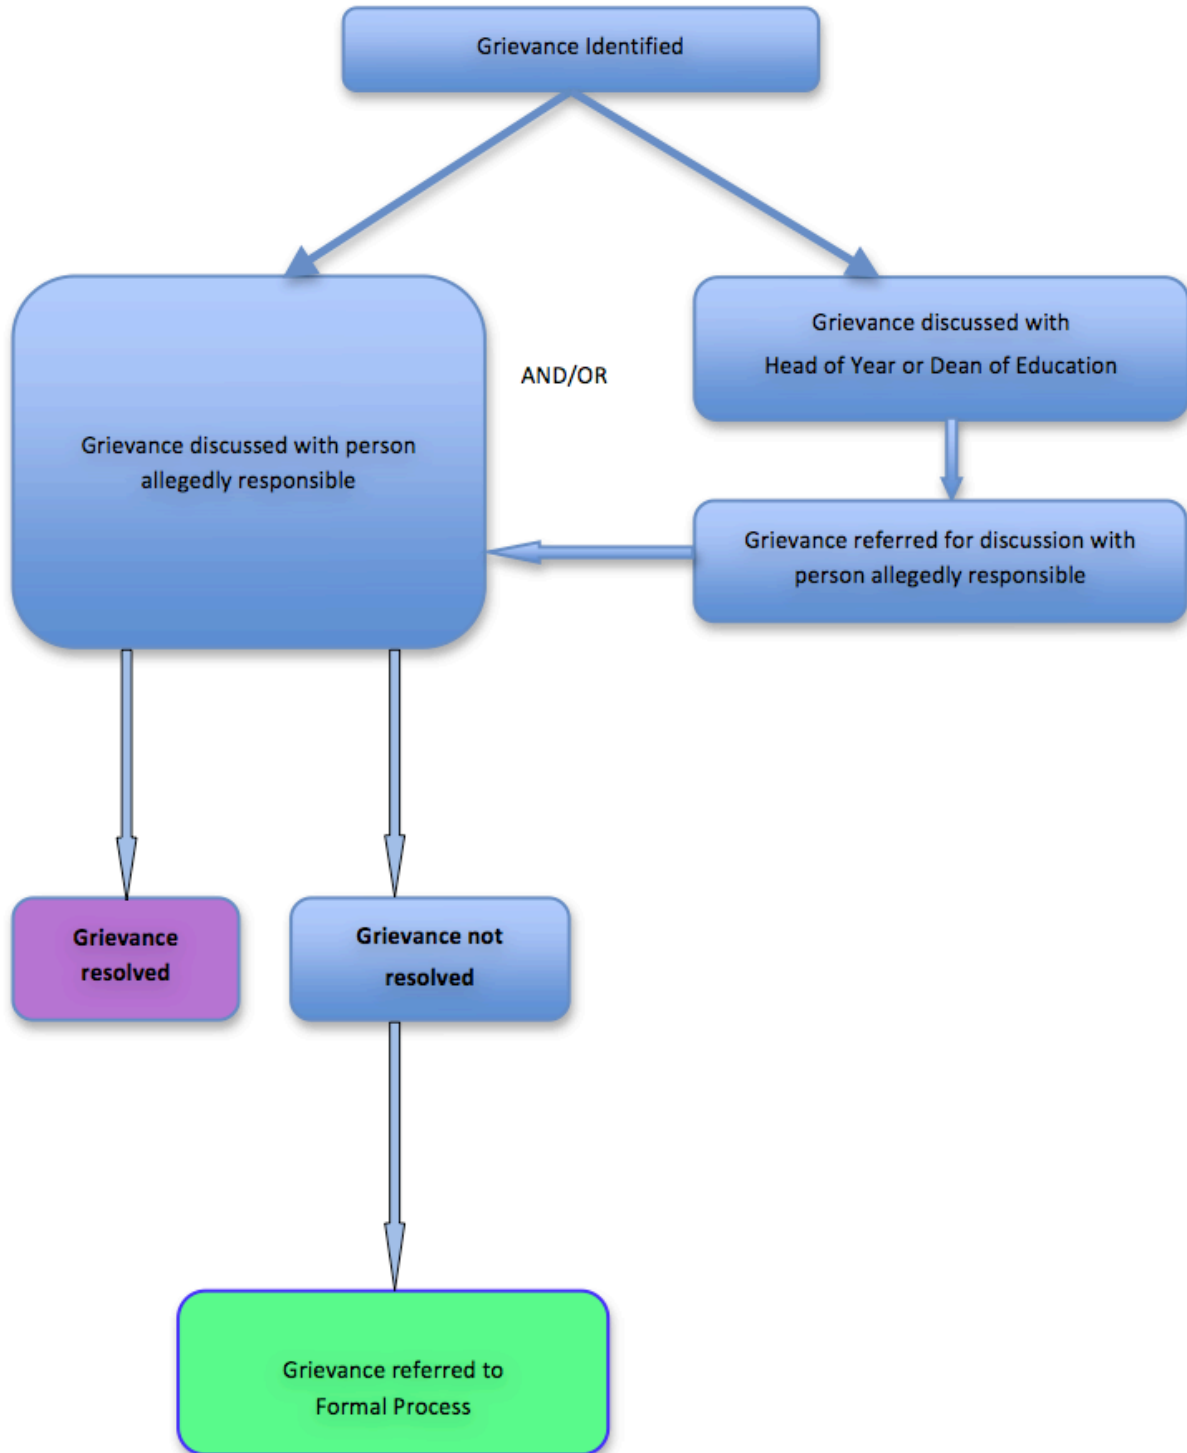 Grievance Identified
Grievance discussed with
Head of Year or Dean of Education
AND/OR
Grievance discussed with person
allegedly responsible
Grievance referred for discussion with
person allegedly responsible
Grievance
resolved
Grievance not
resolved
Grievance referred to
Formal Process